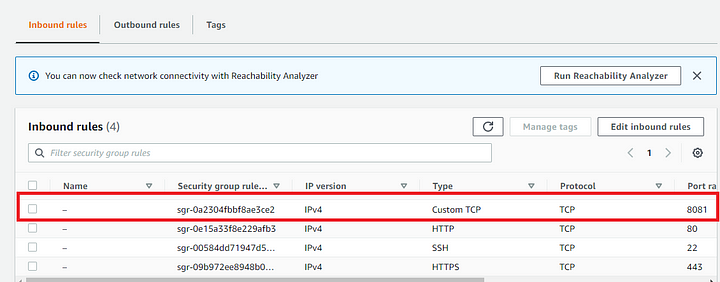 Inbound rules Outbound rules Tags
You can now check network connectivity with Reachability Analyzer Run Reachability Analyzer
Inbound rules (4) Manage tags Edit inbound rules
Filter security group rules 1
Name Security group rule... IP version Type Protocol Port ra
– sgr-0a2304fbbf8ae3ce2 IPv4 Custom TCP TCP 8081
– sgr-0e15a33f8e229afb3 IPv4 HTTP TCP 80
– sgr-00584dd71947d5... IPv4 SSH TCP 22
– sgr-09b972ee8948b0... IPv4 HTTPS TCP 443